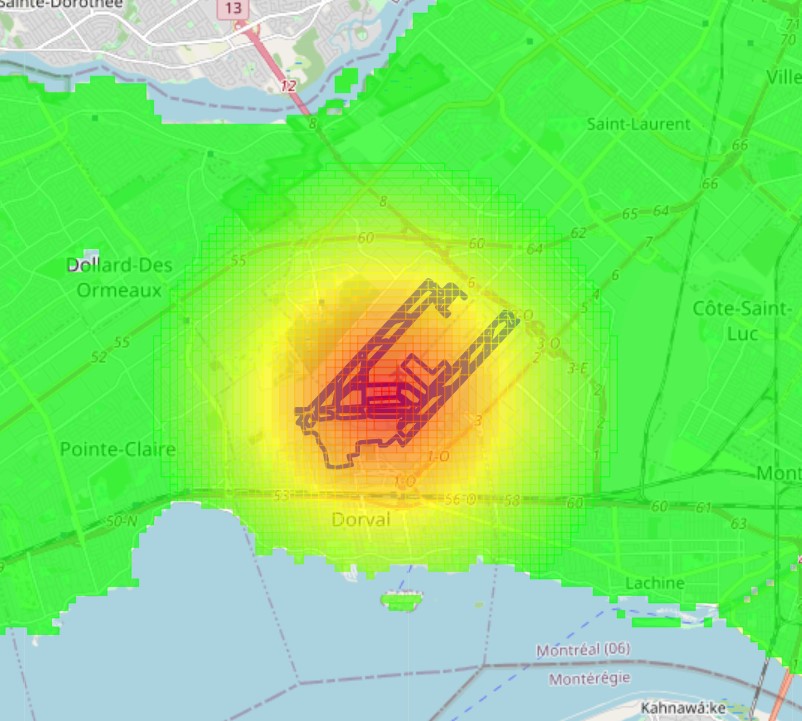 Sainte-Dorothée
13
71
70
12
Ville
8
Saint-Laurent
66
66
8
65
64
62
60
60
64
7
55
Dollard-Des
Ormeaux
6
6
5
4
Côte-Saint-
Luc
O
3 O
2
55
52
3-E
2
3
Pointe-Claire
1-O
1
1-O
Mont
53
56-O
58
60
60
61
63
50-N
Dorval
Lachine
Montréal (06)
Montérégie
Kahnawà:ke